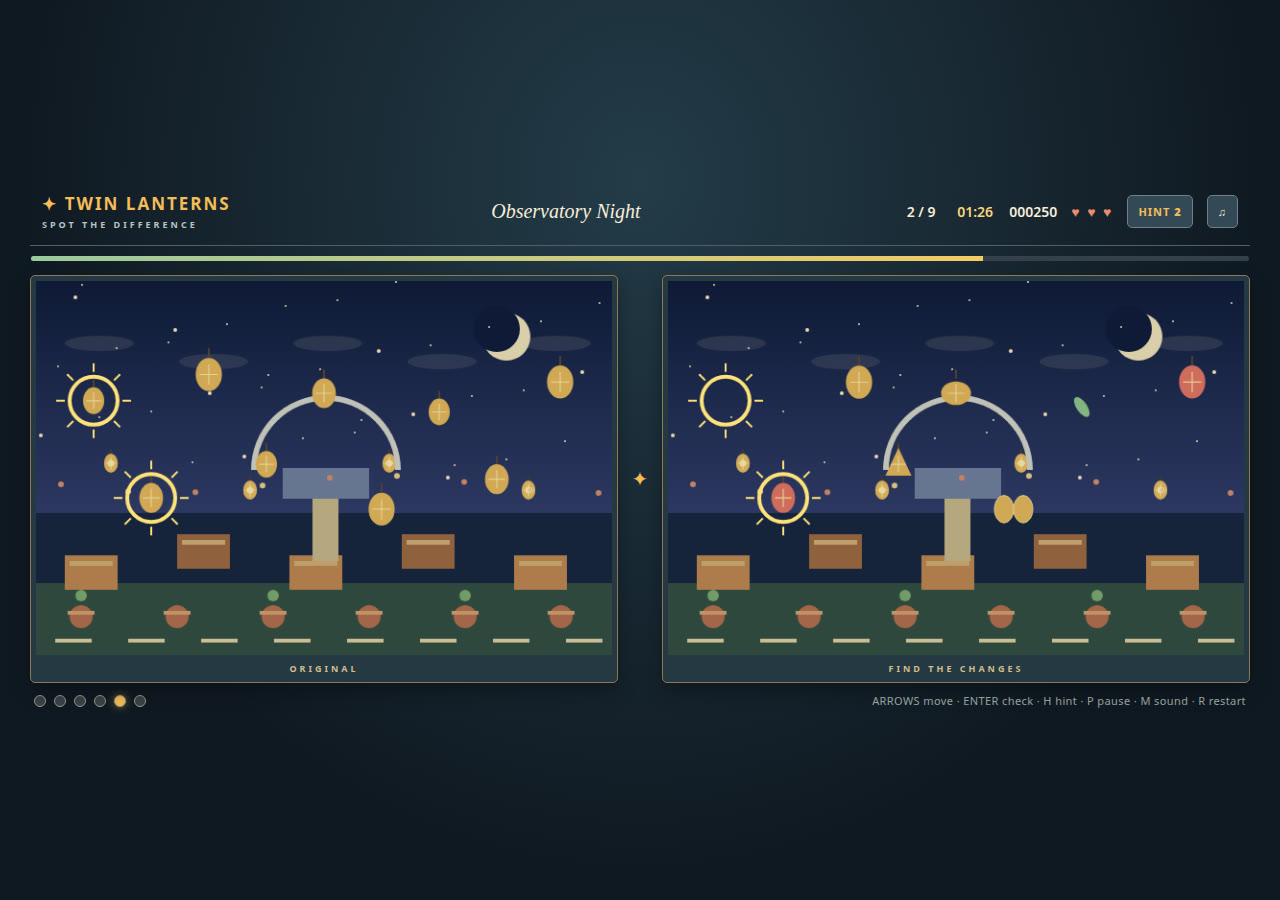 ✦ TWIN LANTERNS
SPOT THE DIFFERENCE
Observatory Night
2 / 9 01:26 000250 ♥ ♥ ♥ HINT 2 ♫
ORIGINAL
FIND THE CHANGES
ARROWS move · ENTER check · H hint · P pause · M sound · R restart